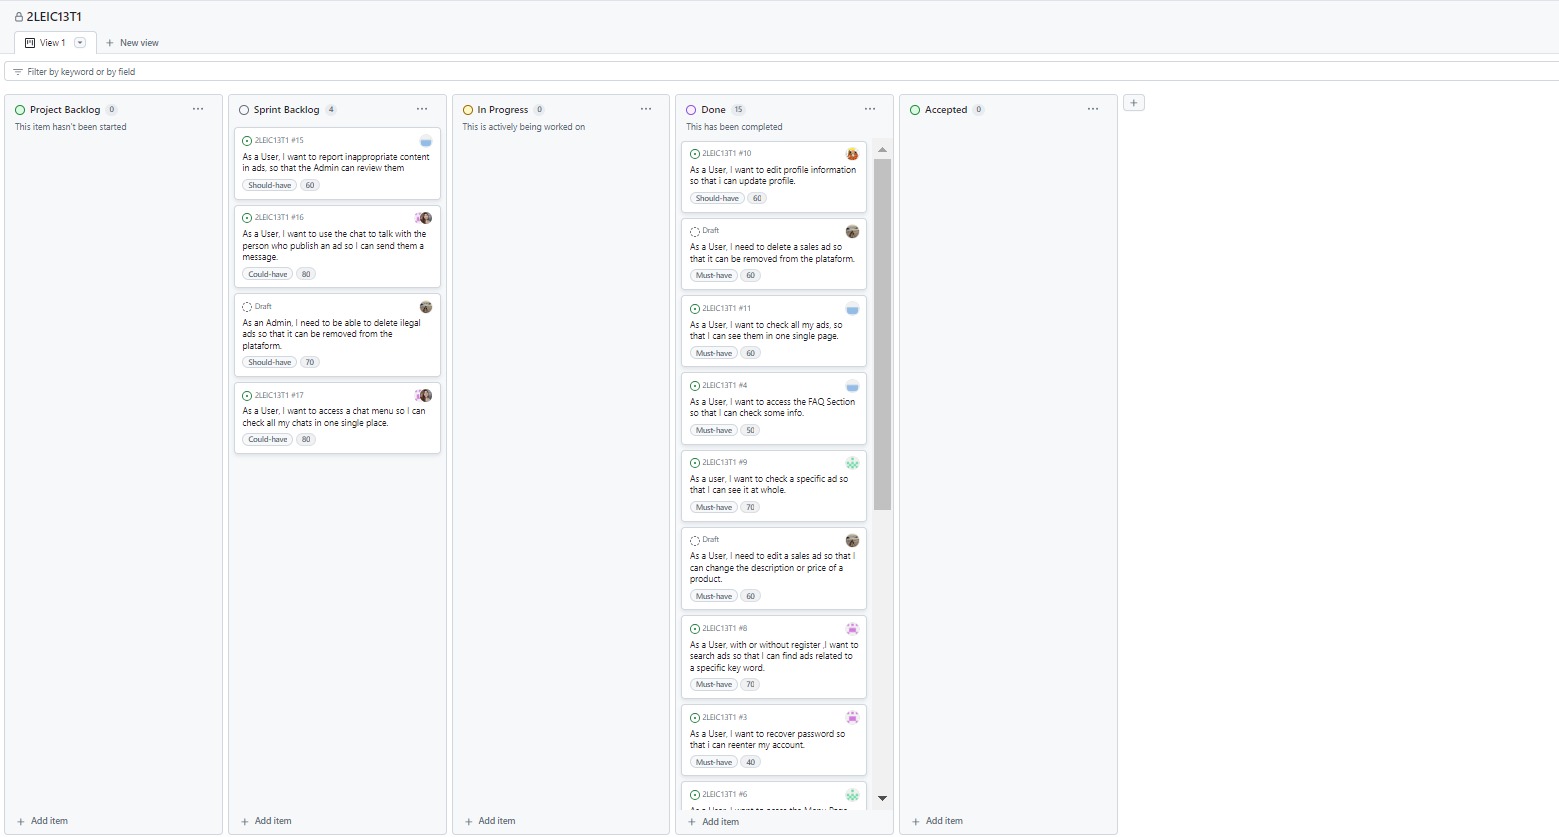 2LEIC13T1
View 1
New view
Filter by keyword or by field
Project Backlog 0
This item hasn't been started
Add item
Sprint Backlog 4
2LEIC13T1 #15
As a User, I want to report inappropriate content
in ads, so that the Admin can review them
Should-have 60
2LEIC13T1 #16
As a User, I want to use the chat to talk with the
person who publish an ad so I can send them a
message.
Could-have 80
Draft
As an Admin, I need to be able to delete ilegal
ads so that it can be removed from the
plataform.
Should-have 70
2LEIC13T1 #17
As a User, I want to access a chat menu so I can
check all my chats in one single place.
Could-have 80
Add item
In Progress 0
This is actively being worked on
Add item
Done 15
This has been completed
2LEIC13T1 #10
As a User, I want to edit profile information
so that i can update profile.
Should-have 60
Draft
As a User, I need to delete a sales ad so
that it can be removed from the plataform.
Must-have 60
2LEIC13T1 #11
As a User, I want to check all my ads, so
that I can see them in one single page.
Must-have 60
2LEIC13T1 #4
As a User, I want to access the FAQ Section
so that I can check some info.
Must-have 50
2LEIC13T1 #9
As a user, I want to check a specific ad so
that I can see it at whole.
Must-have 70
Draft
As a User, I need to edit a sales ad so that I
can change the description or price of a
product.
Must-have 60
2LEIC13T1 #8
As a User, with or without register ,I want to
search ads so that I can find ads related to
a specific key word.
Must-have 70
2LEIC13T1 #3
As a User, I want to recover password so
that i can reenter my account.
Must-have 40
2LEIC13T1 #6
Add item
Accepted 0
Add item